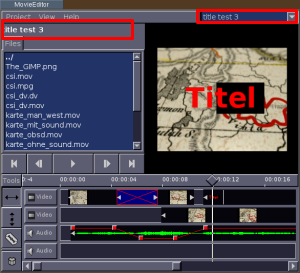 MovieEditor
Project View Help
title test 3
title test 3
Files
../
The_GIMP.png
csi.mov
csi.mpg
csi_dv.dv
csi_dv.mov
karte_man_west.mov
karte_mit_sound.mov
karte_obsd.mov
karte_ohne_sound.mov
Titel
Tools
-4 00:00:00 00:00:04 00:00:08 00:00:12 00:00:16
Video
Video
Audio
Audio